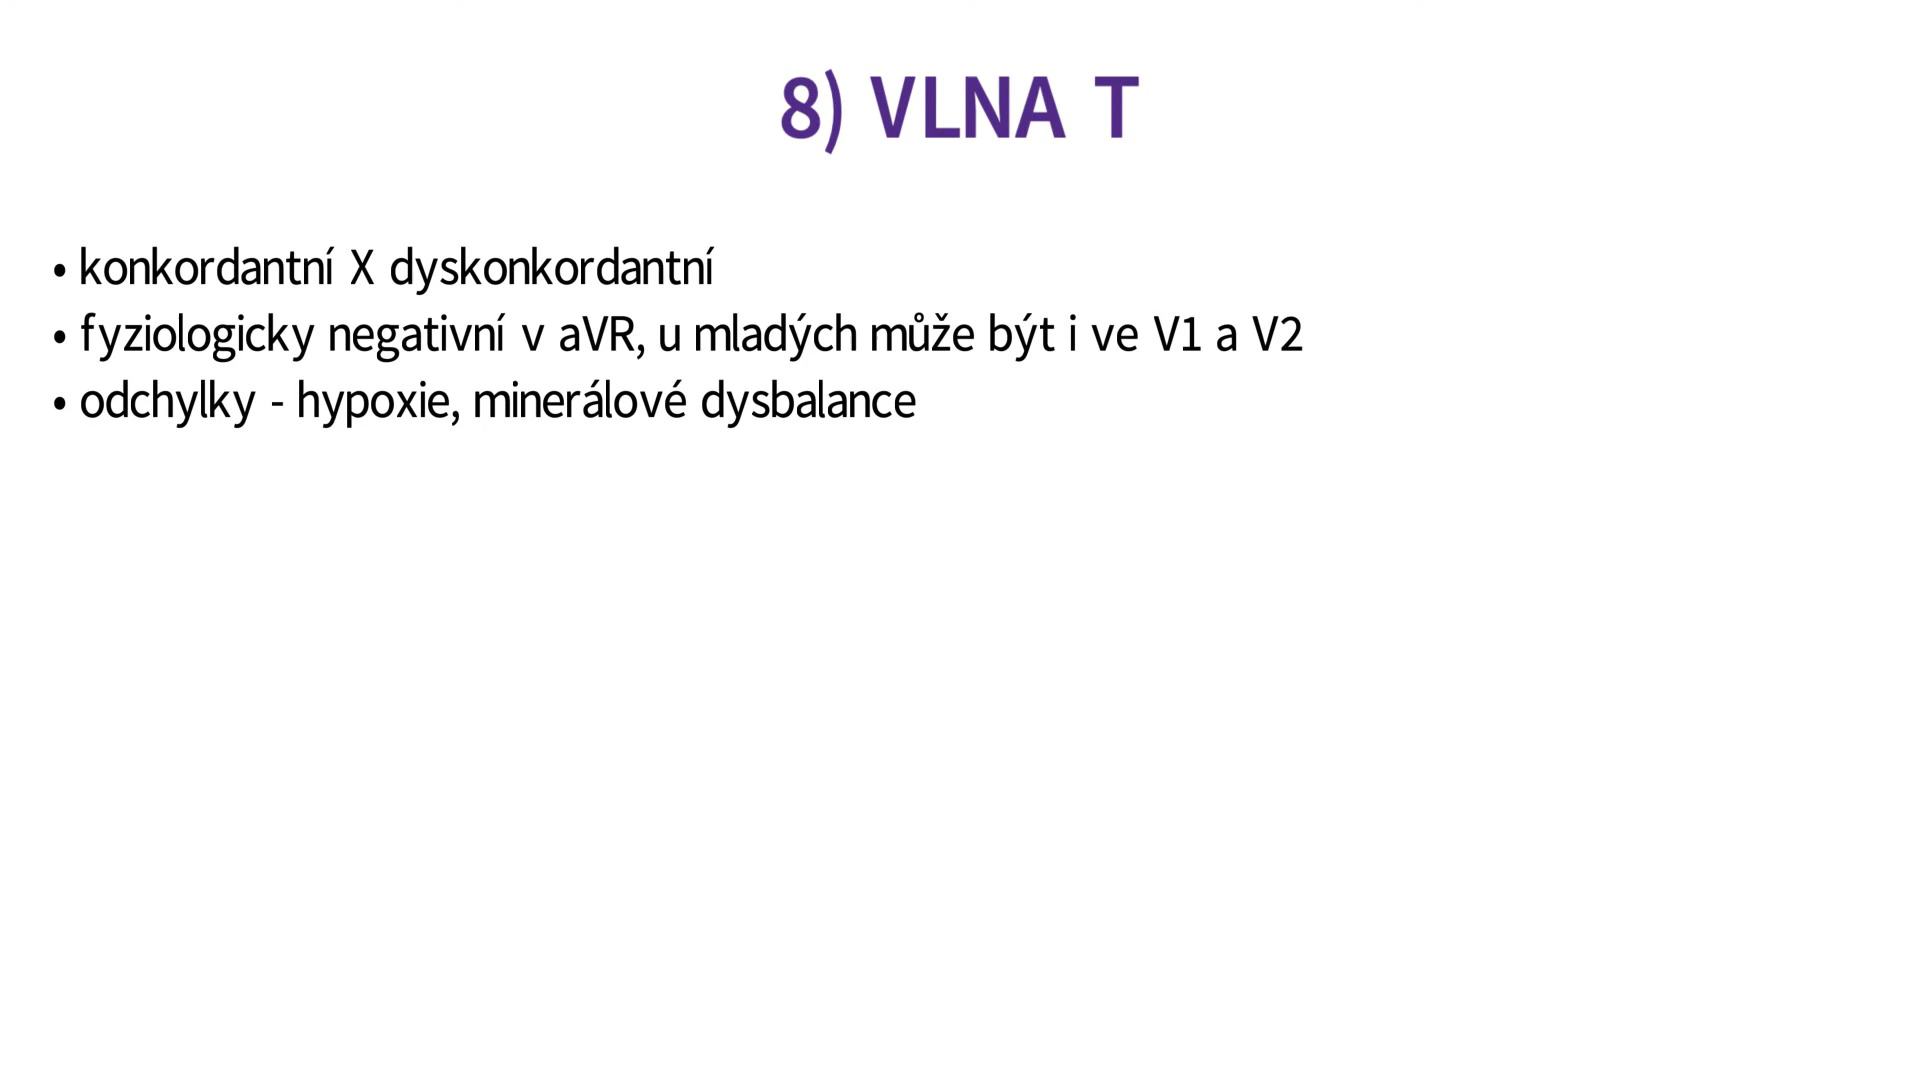 8) VLNA T
• konkordantní X dyskonkordantní
• fyziologicky negativní v aVR, u mladých může být i ve V1 a V2
• odchylky - hypoxie, minerálové dysbalance